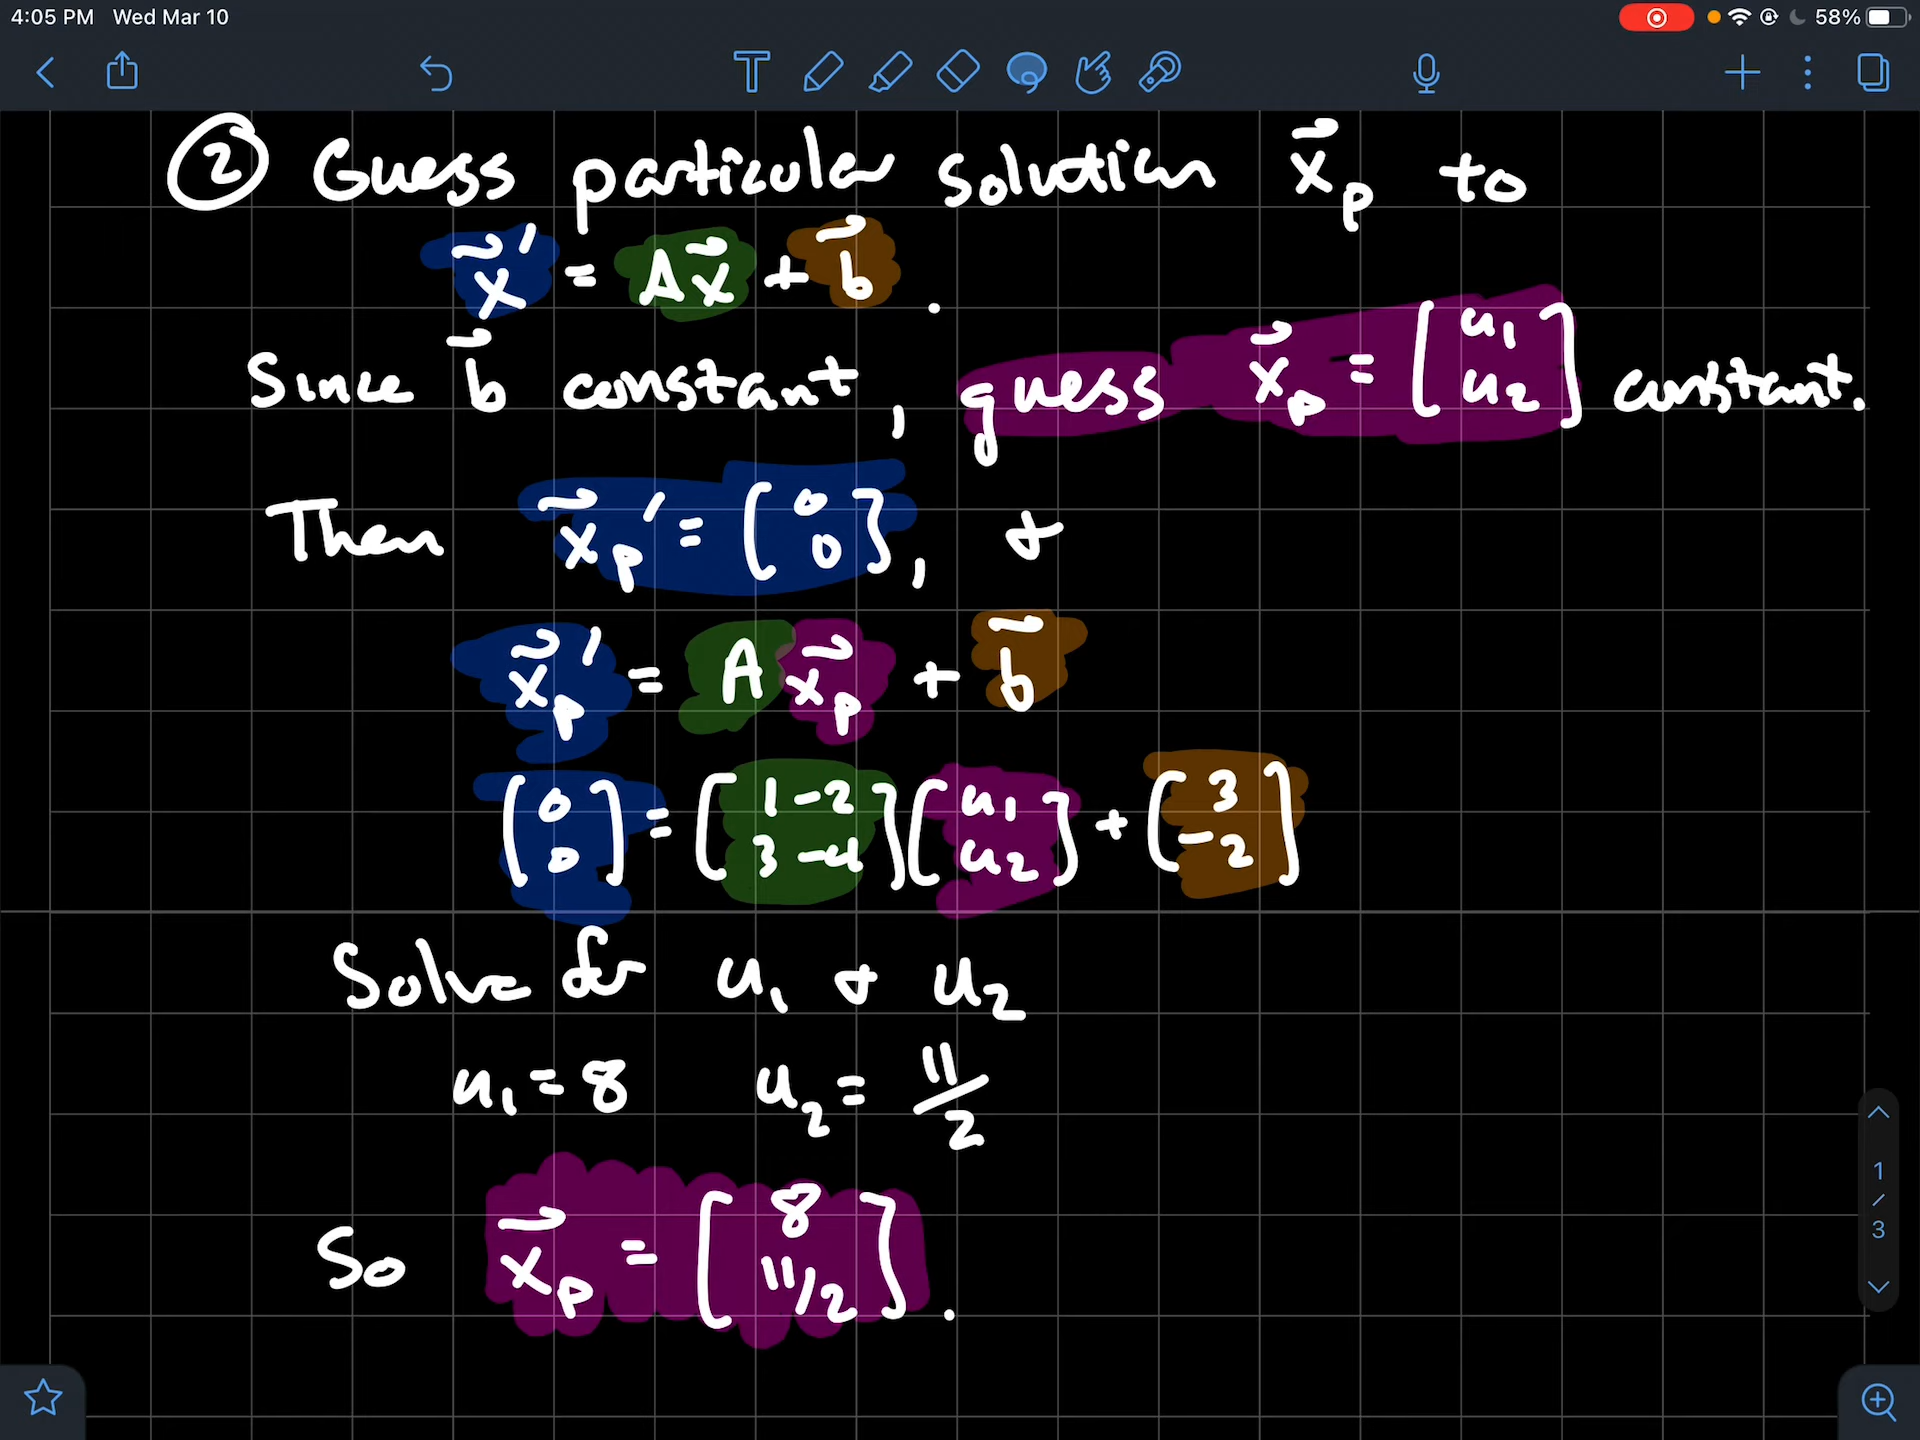 4:05 PM Wed Mar 10 58%
② Guess particular solution x⃗ₚ to
x⃗' = Ax⃗ + b⃗ .
Since b⃗ constant, guess x⃗ₚ = [u₁ u₂] constant.
Then x⃗ₚ' = [0 0], &
x⃗ₚ' = A x⃗ₚ + b⃗
[0 0] = [1 -2 3 -4][u₁ u₂] + [3 -2]
Solve for u₁ & u₂
u₁ = 8 u₂ = 11/2
So x⃗ₚ = [8 11/2].
1 / 3